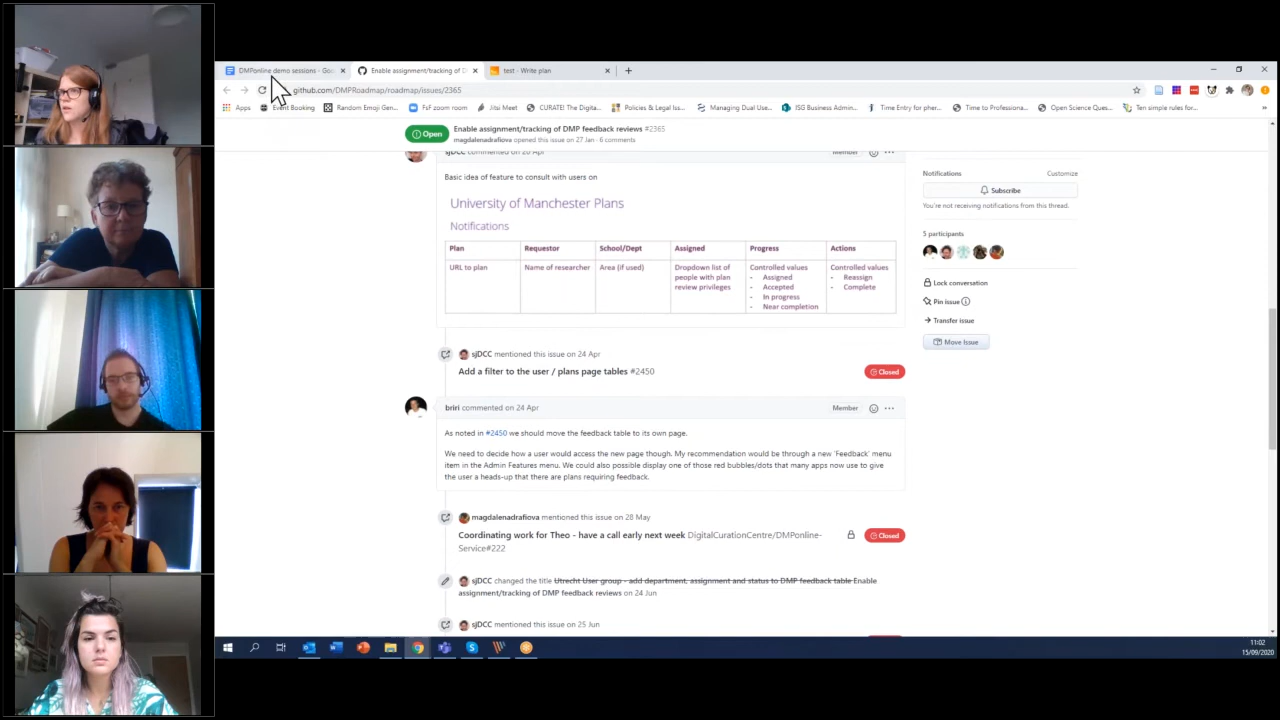 DMPonline demo sessions - Goo
Enable assignment/tracking of D
test - Write plan
github.com/DMPRoadmap/roadmap/issues/2365
Apps
Event Booking
Random Emoji Gen...
Jitsi Meet
FsF zoom room
CURATE! The Digita...
Policies & Legal Iss...
Managing Dual Use...
ISG Business Admin...
Time Entry for pher...
Time to Professiona...
Open Science Ques...
Ten simple rules for...
Open
Enable assignment/tracking of DMP feedback reviews #2365
magdalenadrafiova opened this issue on 27 Jan · 6 comments
sjDCC commented on 20 Apr
Member
Basic idea of feature to consult with users on
University of Manchester Plans
Notifications
Plan Requestor School/Dept Assigned Progress Actions
URL to plan Name of researcher Area (if used) Dropdown list of Controlled values Controlled values
people with plan - Assigned - Reassign
review privileges - Accepted - Complete
- In progress
- Near completion
sjDCC mentioned this issue on 24 Apr
Add a filter to the user / plans page tables #2450
Closed
briri commented on 24 Apr
Member
As noted in #2450 we should move the feedback table to its own page.
We need to decide how a user would access the new page though. My recommendation would be through a new 'Feedback' menu
item in the Admin Features menu. We could also possible display one of those red bubbles/dots that many apps now use to give
the user a heads-up that there are plans requiring feedback.
magdalenadrafiova mentioned this issue on 28 May
Coordinating work for Theo - have a call early next week DigitalCurationCentre/DMPonline-
Service#222
Closed
sjDCC changed the title Utrecht User group - add department, assignment and status to DMP feedback table Enable
assignment/tracking of DMP feedback reviews on 24 Jun
sjDCC mentioned this issue on 25 Jun
Notifications
Customize
Subscribe
You're not receiving notifications from this thread.
5 participants
Lock conversation
Pin issue
Transfer issue
Move Issue
11:02
15/09/2020